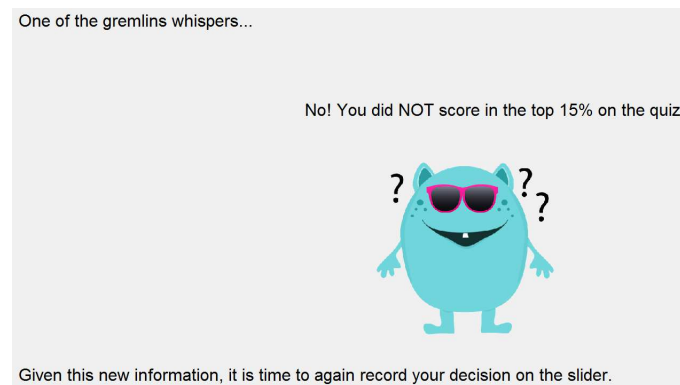 One of the gremlins whispers...
No! You did NOT score in the top 15% on the quiz
? ?
?
Given this new information, it is time to again record your decision on the slider.